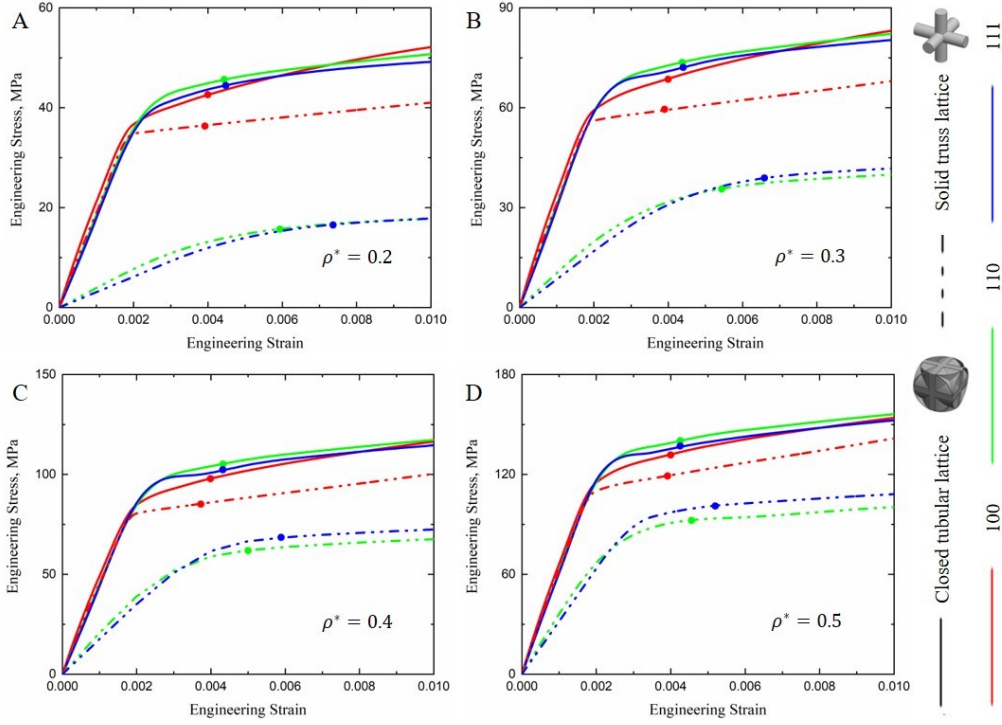 A
60
40
20
0
Engineering Stress, MPa
0.000 0.002 0.004 0.006 0.008 0.010
Engineering Strain
ρ* = 0.2
B
90
60
30
0
Engineering Stress, MPa
0.000 0.002 0.004 0.006 0.008 0.010
Engineering Strain
ρ* = 0.3
C
150
100
50
0
Engineering Stress, MPa
0.000 0.002 0.004 0.006 0.008 0.010
Engineering Strain
ρ* = 0.4
D
180
120
60
0
Engineering Stress, MPa
0.000 0.002 0.004 0.006 0.008 0.010
Engineering Strain
ρ* = 0.5
Closed tubular lattice
Solid truss lattice
100
110
111